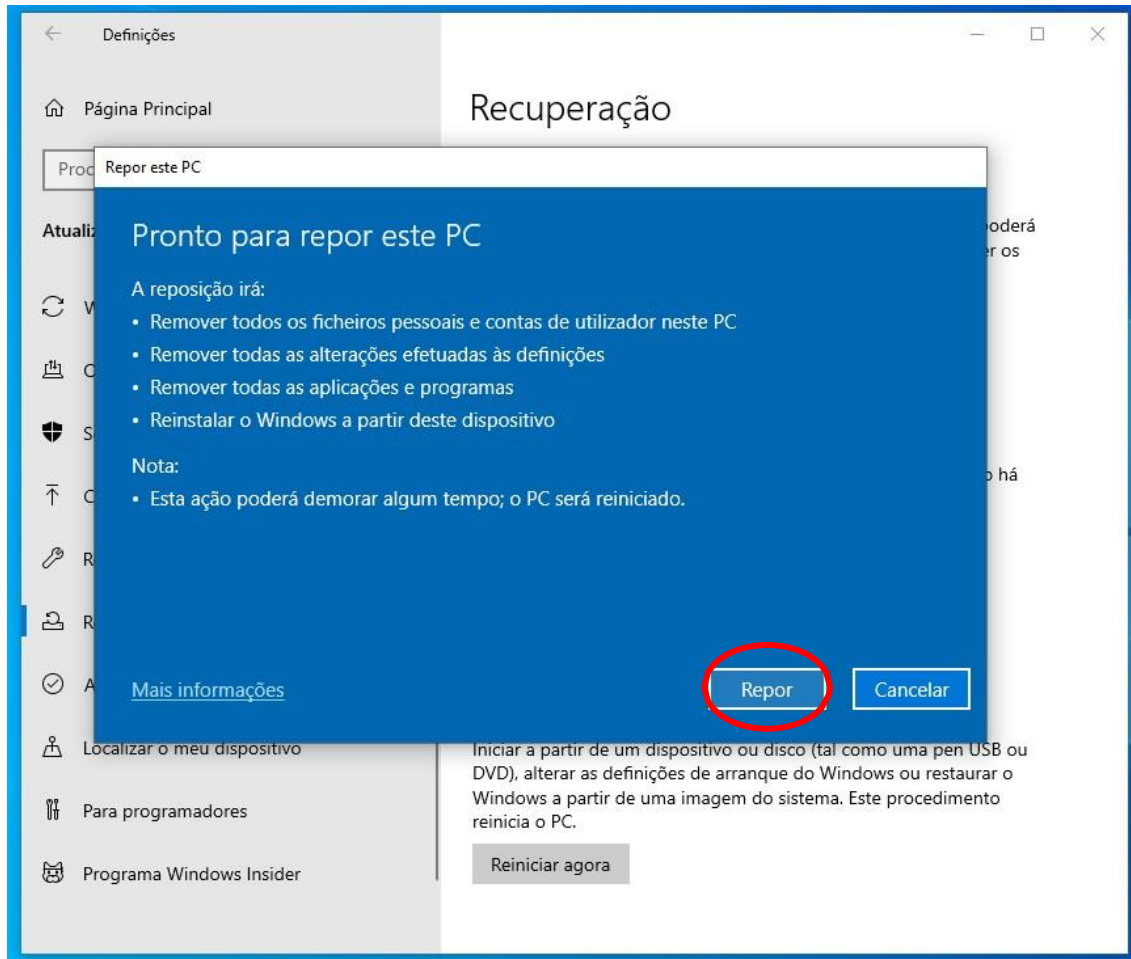 Definições
Página Principal
Recuperação
Repor este PC
Pronto para repor este PC
A reposição irá:
• Remover todos os ficheiros pessoais e contas de utilizador neste PC
• Remover todas as alterações efetuadas às definições
• Remover todas as aplicações e programas
• Reinstalar o Windows a partir deste dispositivo
Nota:
• Esta ação poderá demorar algum tempo; o PC será reiniciado.
Mais informações
Repor
Cancelar
Localizar o meu dispositivo
Para programadores
Programa Windows Insider
Iniciar a partir de um dispositivo ou disco (tal como uma pen USB ou
DVD), alterar as definições de arranque do Windows ou restaurar o
Windows a partir de uma imagem do sistema. Este procedimento
reinicia o PC.
Reiniciar agora